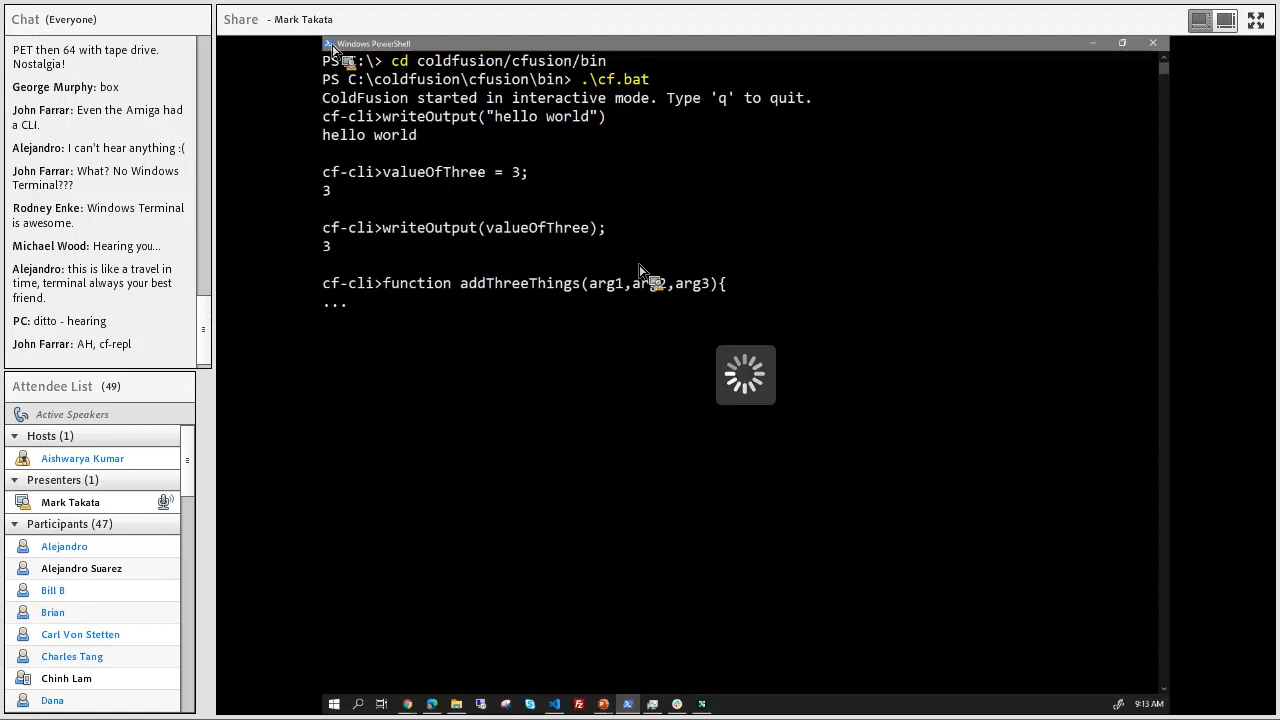 Chat (Everyone)
PET then 64 with tape drive.
Nostalgia!
George Murphy: box
John Farrar: Even the Amiga had
a CLI.
Alejandro: I can't hear anything :(
John Farrar: What? No Windows
Terminal???
Rodney Enke: Windows Terminal
is awesome.
Michael Wood: Hearing you...
Alejandro: this is like a travel in
time, terminal always your best
friend.
PC: ditto - hearing
John Farrar: AH, cf-repl
Attendee List (49)
Active Speakers
Hosts (1)
Aishwarya Kumar
Presenters (1)
Mark Takata
Participants (47)
Alejandro
Alejandro Suarez
Bill B
Brian
Carl Von Stetten
Charles Tang
Chinh Lam
Dana
Share - Mark Takata
Windows PowerShell
PS :\> cd coldfusion/cfusion/bin
PS C:\coldfusion\cfusion\bin> .\cf.bat
ColdFusion started in interactive mode. Type 'q' to quit.
cf-cli>writeOutput("hello world")
hello world
cf-cli>valueOfThree = 3;
3
cf-cli>writeOutput(valueOfThree);
3
cf-cli>function addThreeThings(arg1,arg2,arg3){
...
9:13 AM